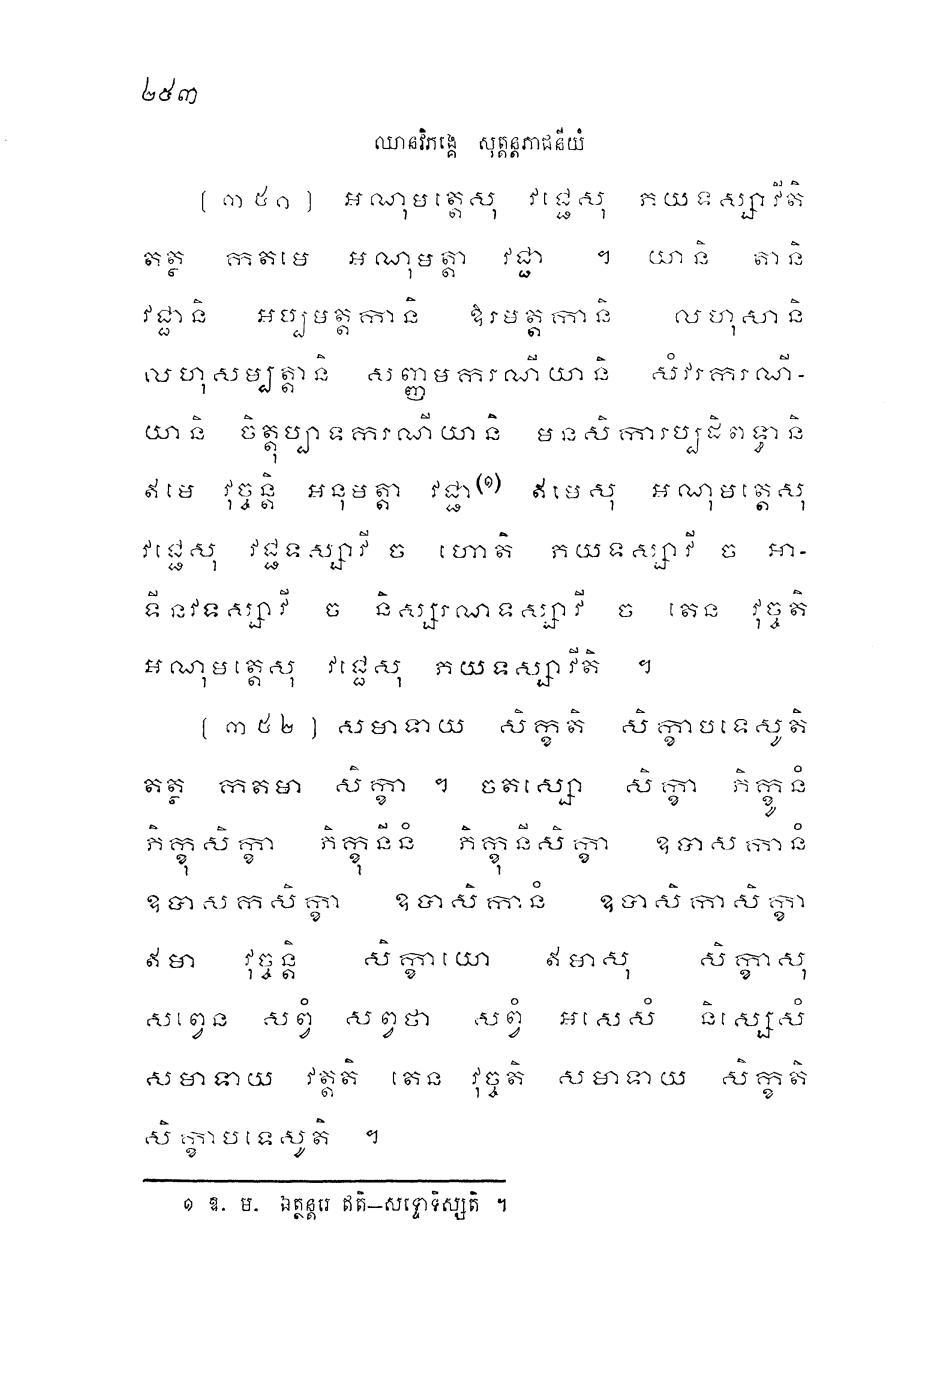 ២៥៣
ឈានវិភង្គេ សុត្តន្តភាជនីយំ
[៣៥១] អណុមត្តេសុ វជ្ជេសុ ភយទស្សាវីតិ
តត្ថ កតមេ អណុមត្តា វជ្ជា ។ យានិ តានិ
វជ្ជានិ អប្បមត្តកានិ ឱរមត្តកានិ លហុសានិ
លហុសម្បត្តានិ សញ្ញមករណីយានិ សំវរករណី-
យានិ ចិត្តុប្បាទករណីយានិ មនសិការប្បដិពទ្ធានិ
ឥមេ វុច្ចន្តិ អនុមត្តា វជ្ជា(១) ឥមេសុ អណុមត្តេសុ
វជ្ជេសុ វជ្ជទស្សាវី ច ហោតិ ភយទស្សាវី ច អា-
ទីនវទស្សាវី ច និស្សរណទស្សាវី ច តេន វុច្ចតិ
អណុមត្តេសុ វជ្ជេសុ ភយទស្សាវីតិ ។
[៣៥២] សមាទាយ សិក្ខតិ សិក្ខាបទេសូតិ
តត្ថ កតមា សិក្ខា ។ ចតស្សោ សិក្ខា ភិក្ខូនំ
ភិក្ខុសិក្ខា ភិក្ខុនីនំ ភិក្ខុនីសិក្ខា ឧបាសកានំ
ឧបាសកសិក្ខា ឧបាសិកានំ ឧបាសិកាសិក្ខា
ឥមា វុច្ចន្តិ សិក្ខាយោ ឥមាសុ សិក្ខាសុ
សព្វេន សព្វំ សព្វថា សព្វំ អសេសំ និស្សេសំ
សមាទាយ វត្តតិ តេន វុច្ចតិ សមាទាយ សិក្ខតិ
សិក្ខាបទេសូតិ ។
១ ឱ. ម. ឯត្ថន្តរេ ឥតិ—សទ្ទោទិស្សតិ ។